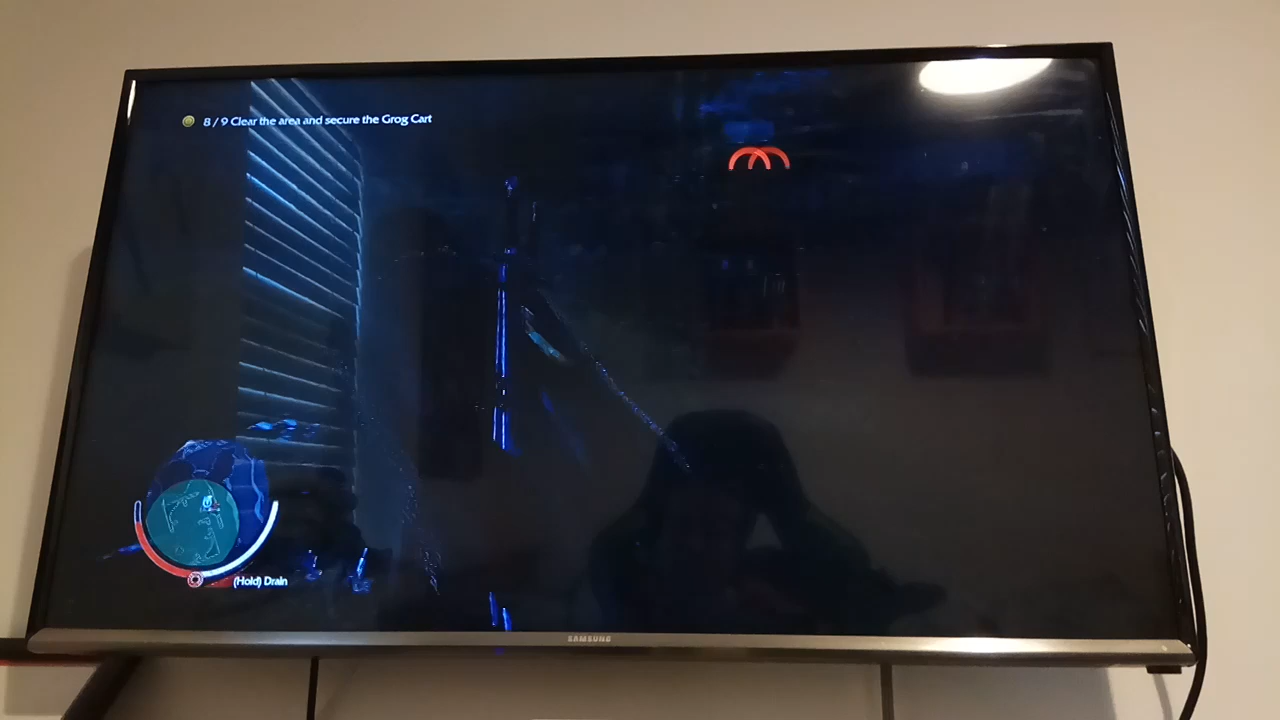 8 / 9 Clear the area and secure the Grog Cart
(Hold) Drain
SAMSUNG